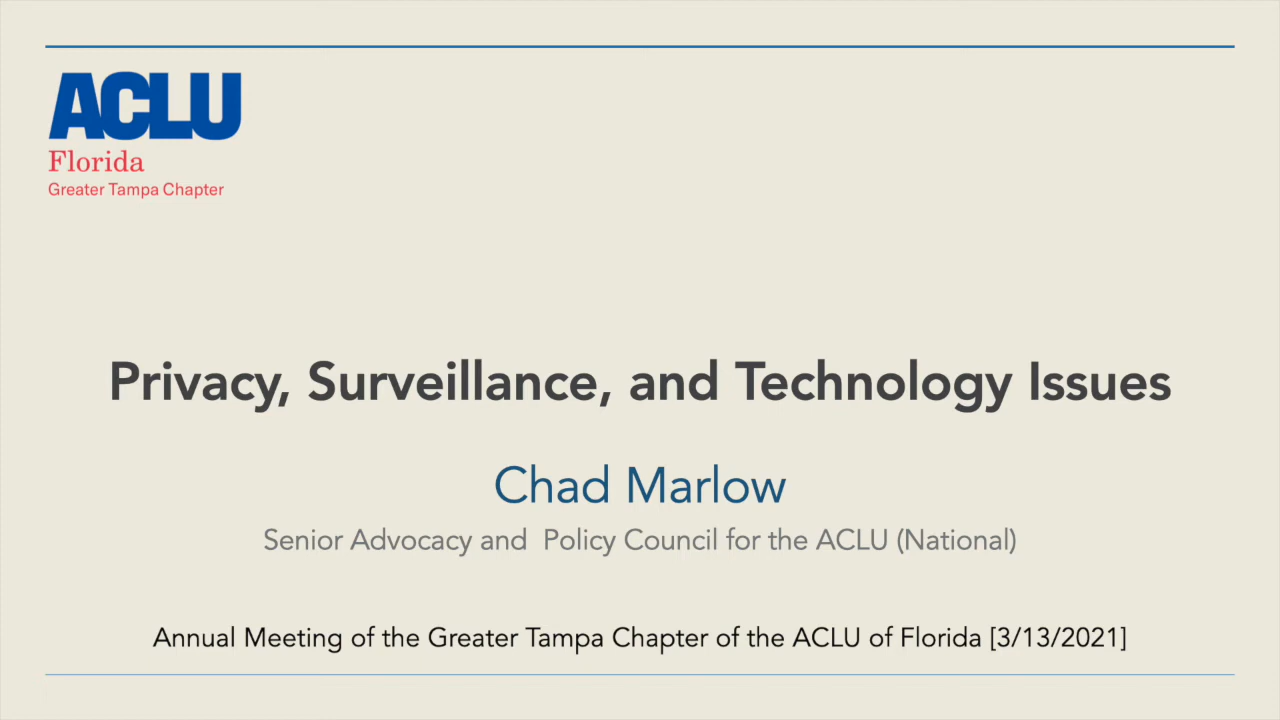 ACLU
Florida
Greater Tampa Chapter
Privacy, Surveillance, and Technology Issues
Chad Marlow
Senior Advocacy and  Policy Council for the ACLU (National)
Annual Meeting of the Greater Tampa Chapter of the ACLU of Florida [3/13/2021]